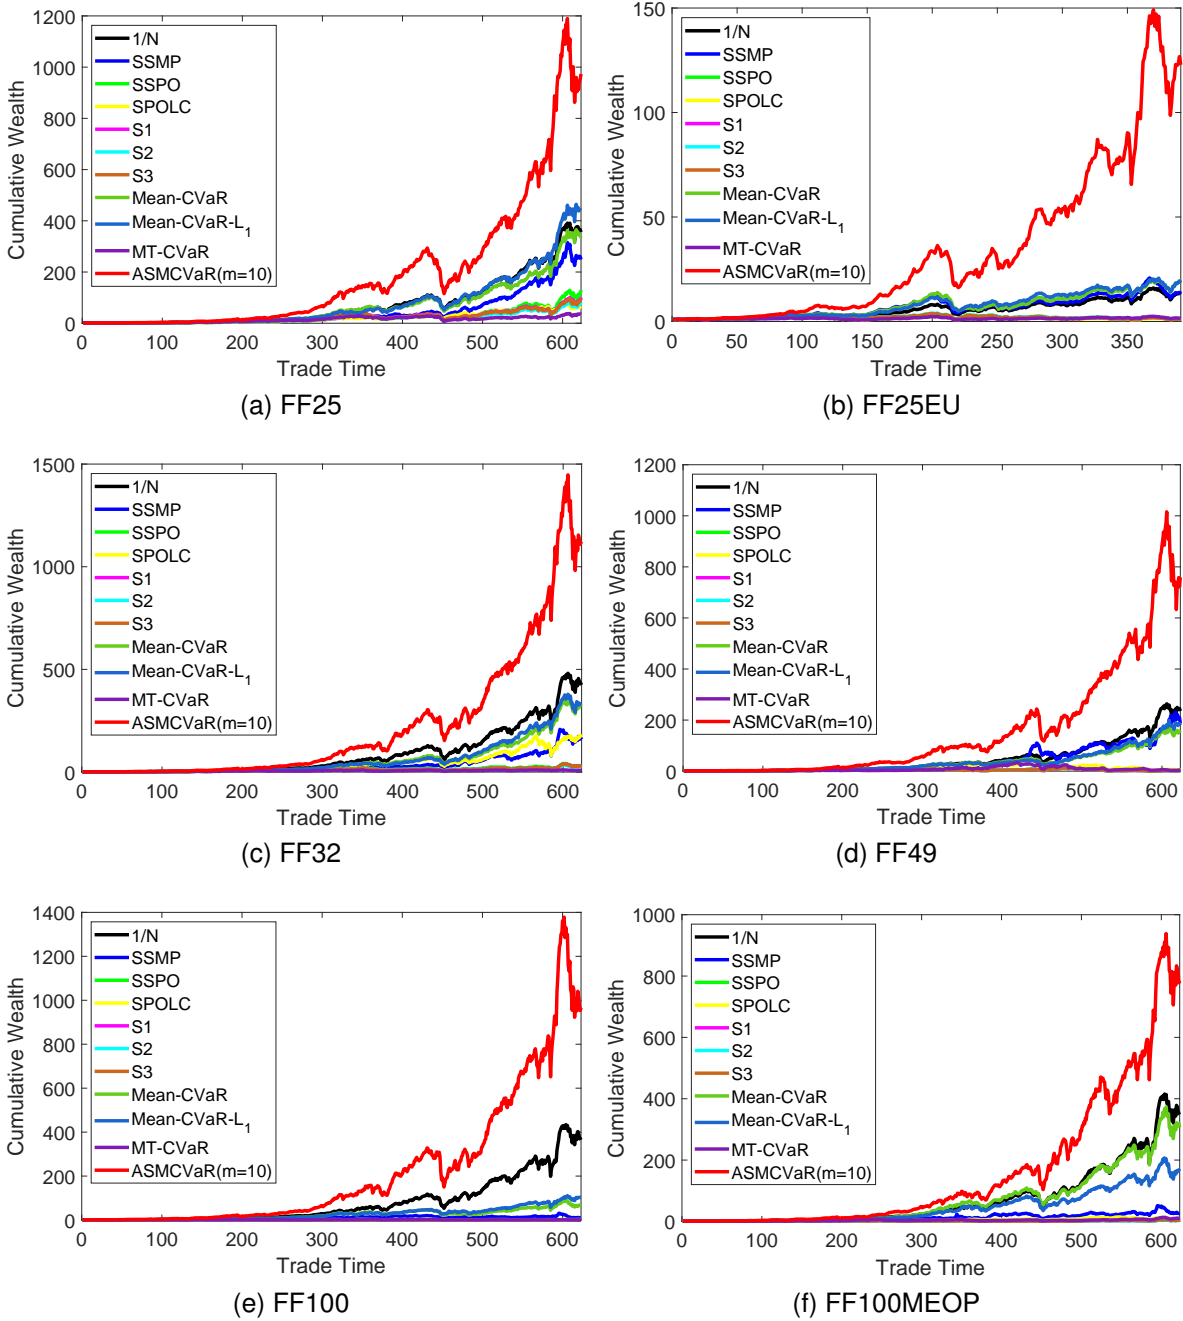 1200
1000
800
600
400
200
0
0
100
200
300
400
500
600
Cumulative Wealth
Trade Time
1/N
SSMP
SSPO
SPOLC
S1
S2
S3
Mean-CVaR
Mean-CVaR-L1
MT-CVaR
ASMCVaR(m=10)
(a) FF25
150
100
50
0
0
50
100
150
200
250
300
350
Cumulative Wealth
Trade Time
1/N
SSMP
SSPO
SPOLC
S1
S2
S3
Mean-CVaR
Mean-CVaR-L1
MT-CVaR
ASMCVaR(m=10)
(b) FF25EU
1500
1000
500
0
0
100
200
300
400
500
600
Cumulative Wealth
Trade Time
1/N
SSMP
SSPO
SPOLC
S1
S2
S3
Mean-CVaR
Mean-CVaR-L1
MT-CVaR
ASMCVaR(m=10)
(c) FF32
1200
1000
800
600
400
200
0
0
100
200
300
400
500
600
Cumulative Wealth
Trade Time
1/N
SSMP
SSPO
SPOLC
S1
S2
S3
Mean-CVaR
Mean-CVaR-L1
MT-CVaR
ASMCVaR(m=10)
(d) FF49
1400
1200
1000
800
600
400
200
0
0
100
200
300
400
500
600
Cumulative Wealth
Trade Time
1/N
SSMP
SSPO
SPOLC
S1
S2
S3
Mean-CVaR
Mean-CVaR-L1
MT-CVaR
ASMCVaR(m=10)
(e) FF100
1000
800
600
400
200
0
0
100
200
300
400
500
600
Cumulative Wealth
Trade Time
1/N
SSMP
SSPO
SPOLC
S1
S2
S3
Mean-CVaR
Mean-CVaR-L1
MT-CVaR
ASMCVaR(m=10)
(f) FF100MEOP